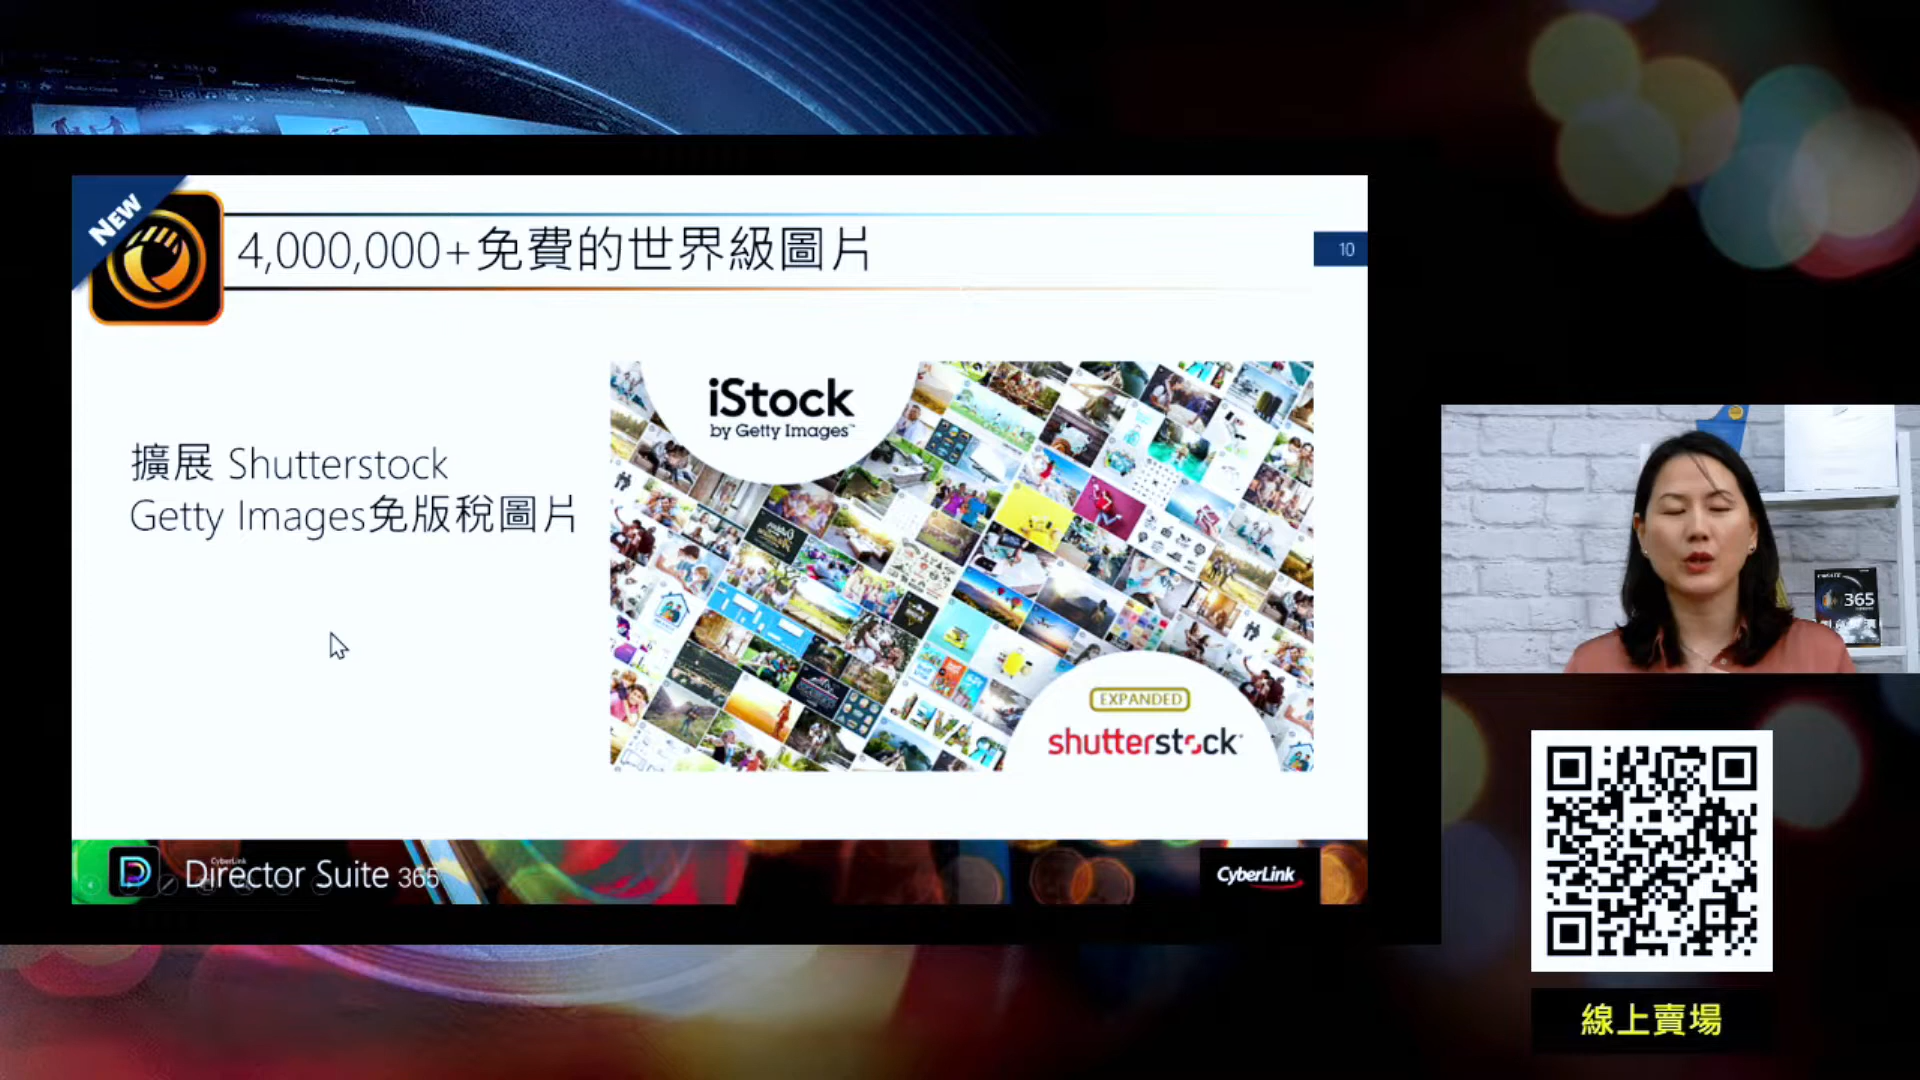 NEW
4,000,000+免費的世界級圖片
10
擴展 Shutterstock
Getty Images免版稅圖片
iStock
by Getty Images™
EXPANDED
shutterstock
CyberLink
Director Suite 365
CyberLink
365
線上賣場